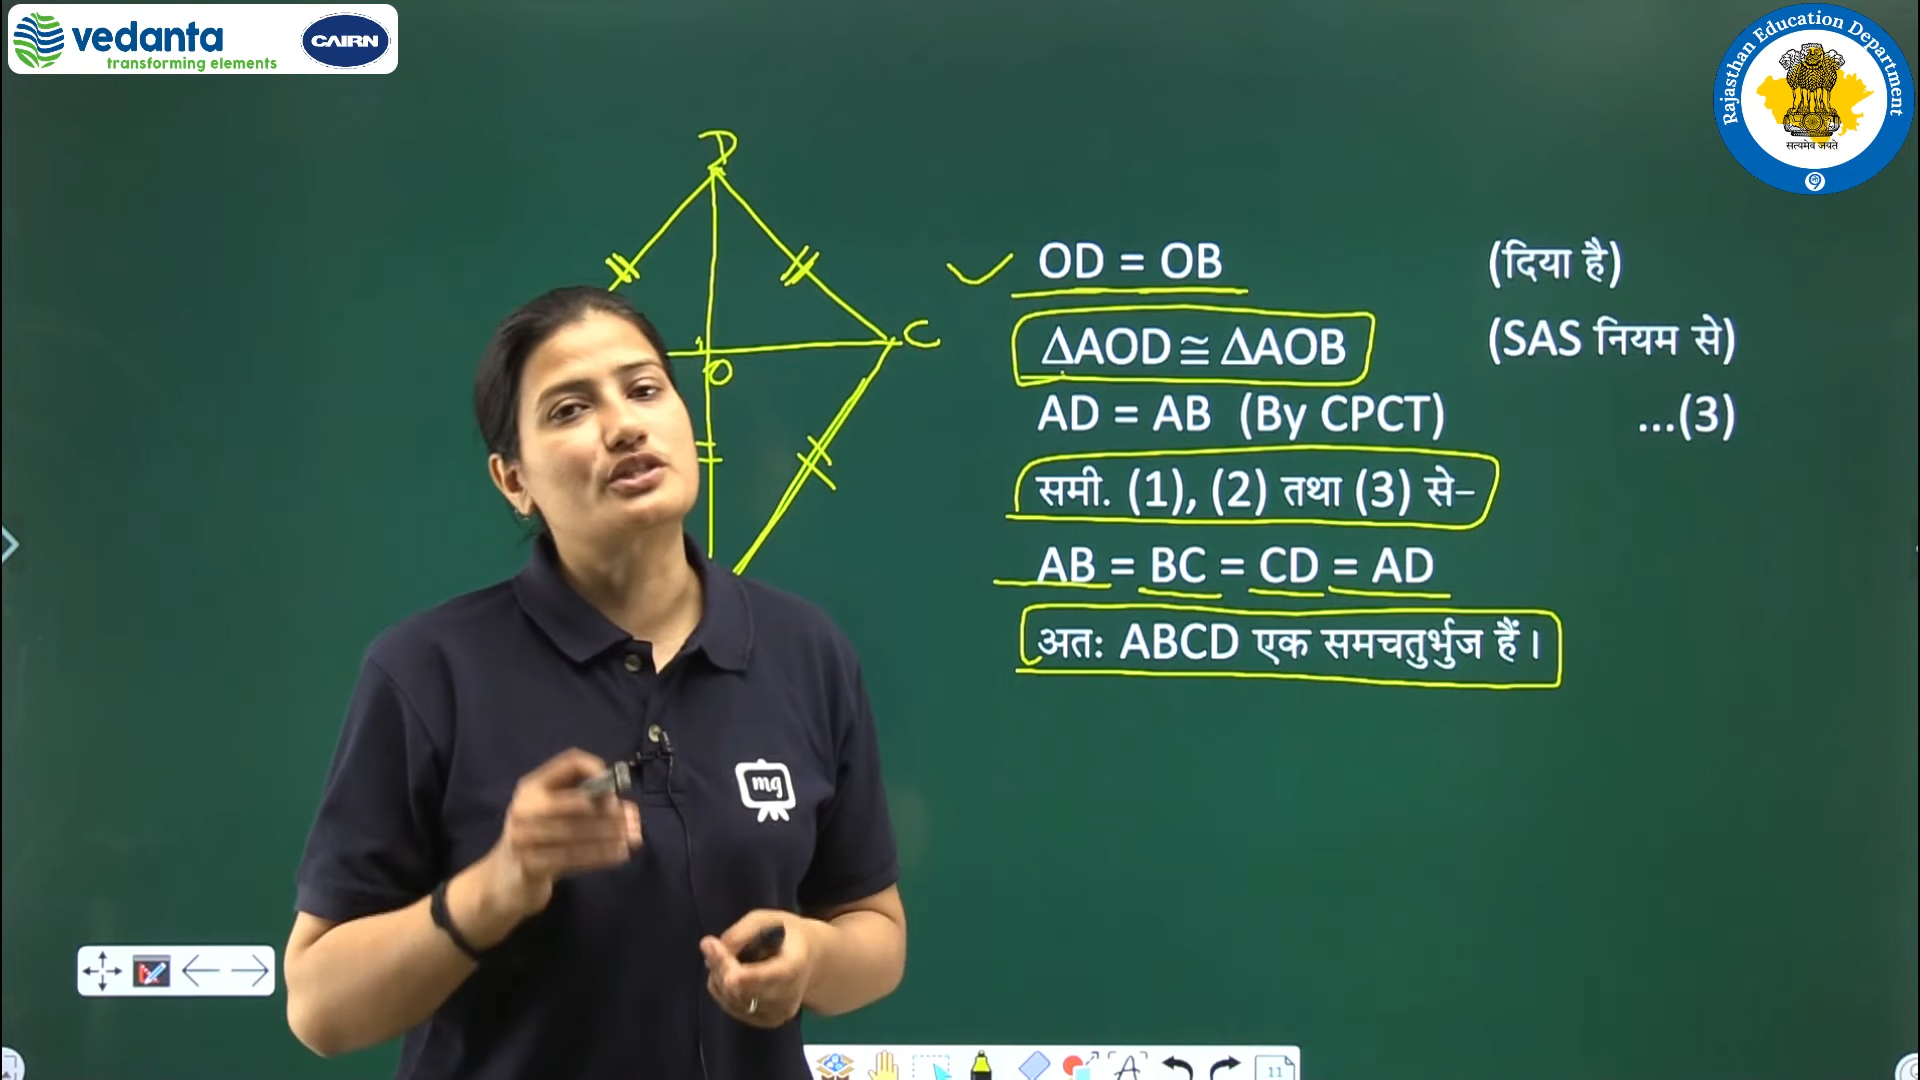 vedanta
transforming elements
CAIRN
Rajasthan Education Department
सत्यमेव जयते
D
C
O
OD = OB (दिया है)
ΔAOD ≅ ΔAOB (SAS नियम से)
AD = AB (By CPCT) ...(3)
समी. (1), (2) तथा (3) से–
AB = BC = CD = AD
अतः ABCD एक समचतुर्भुज हैं।
mg
11